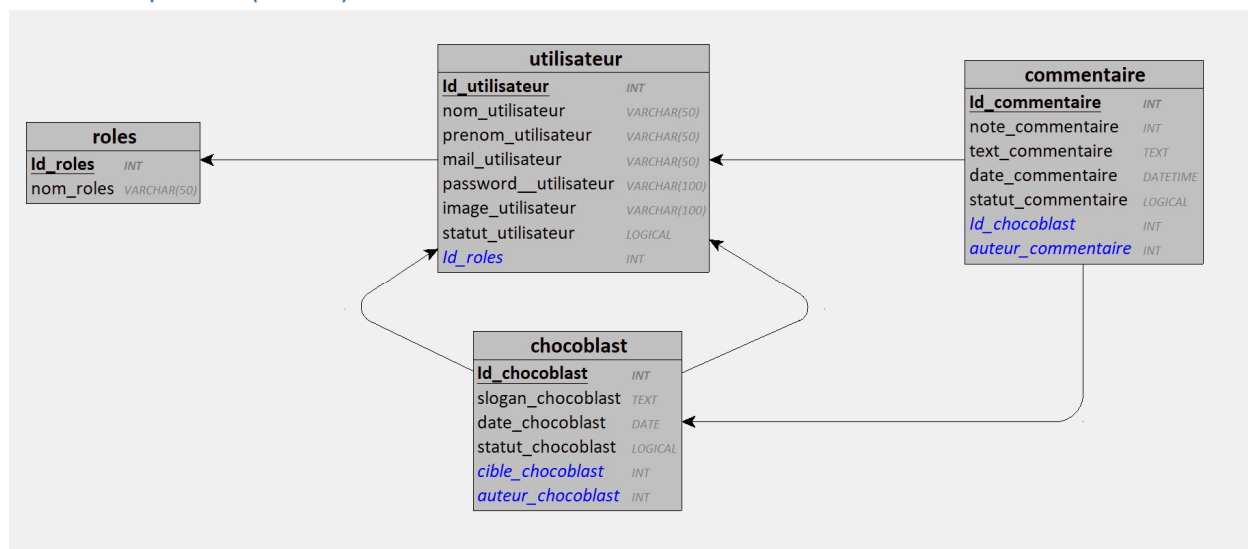 roles
Id_roles INT
nom_roles VARCHAR(50)
utilisateur
Id_utilisateur INT
nom_utilisateur VARCHAR(50)
prenom_utilisateur VARCHAR(50)
mail_utilisateur VARCHAR(50)
password__utilisateur VARCHAR(100)
image_utilisateur VARCHAR(100)
statut_utilisateur LOGICAL
Id_roles INT
commentaire
Id_commentaire INT
note_commentaire INT
text_commentaire TEXT
date_commentaire DATETIME
statut_commentaire LOGICAL
Id_chocoblast INT
auteur_commentaire INT
chocoblast
Id_chocoblast INT
slogan_chocoblast TEXT
date_chocoblast DATE
statut_chocoblast LOGICAL
cible_chocoblast INT
auteur_chocoblast INT